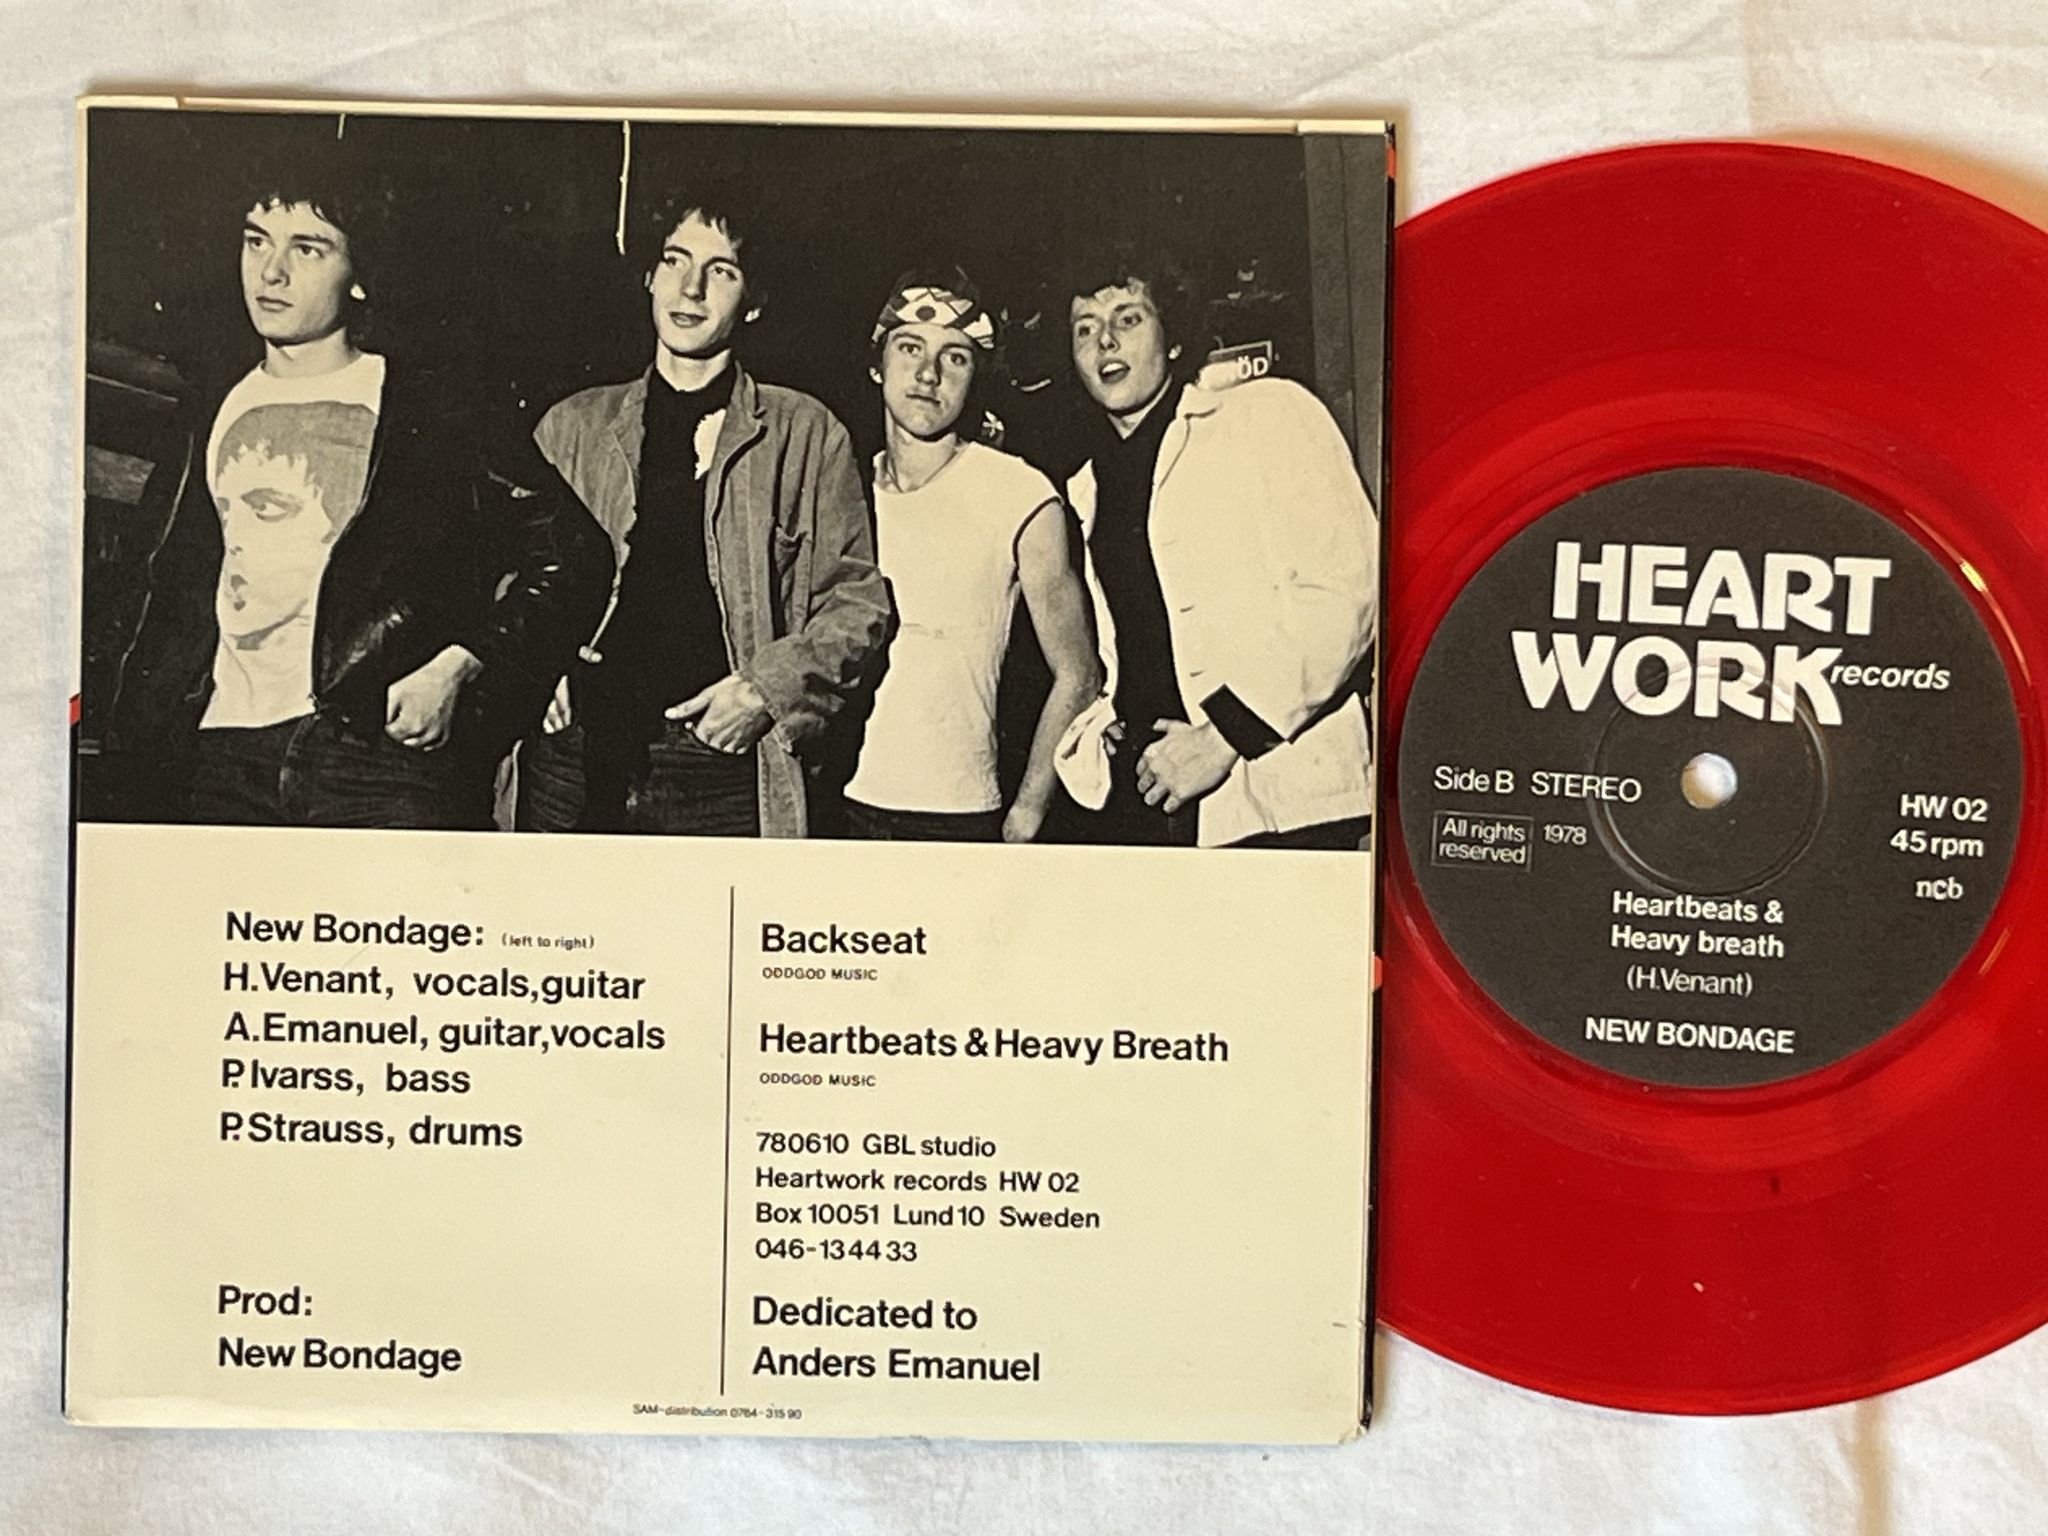 ÖD
New Bondage: (left to right)
H.Venant, vocals,guitar
A.Emanuel, guitar,vocals
P.Ivarss, bass
P.Strauss, drums
Prod:
New Bondage
Backseat
ODDGOD MUSIC
Heartbeats & Heavy Breath
ODDGOD MUSIC
780610 GBL studio
Heartwork records HW 02
Box 10051 Lund 10 Sweden
046-13 44 33
Dedicated to
Anders Emanuel
SAM-distribution 0764-315 90
HEART
WORK records
Side B STEREO
All rights
reserved
1978
HW 02
45 rpm
ncb
Heartbeats &
Heavy breath
(H.Venant)
NEW BONDAGE